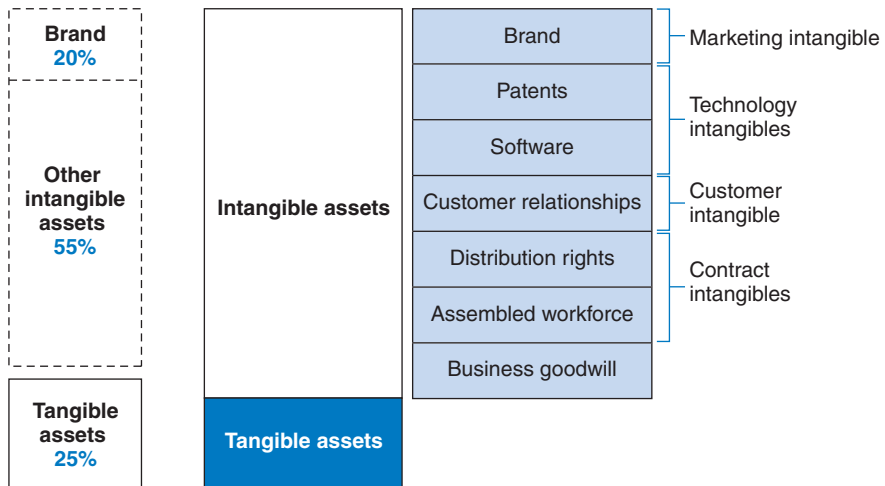 Brand
20%
Other
intangible
assets
55%
Tangible
assets
25%
Intangible assets
Tangible assets
Brand
Patents
Software
Customer relationships
Distribution rights
Assembled workforce
Business goodwill
Marketing intangible
Technology
intangibles
Customer
intangible
Contract
intangibles